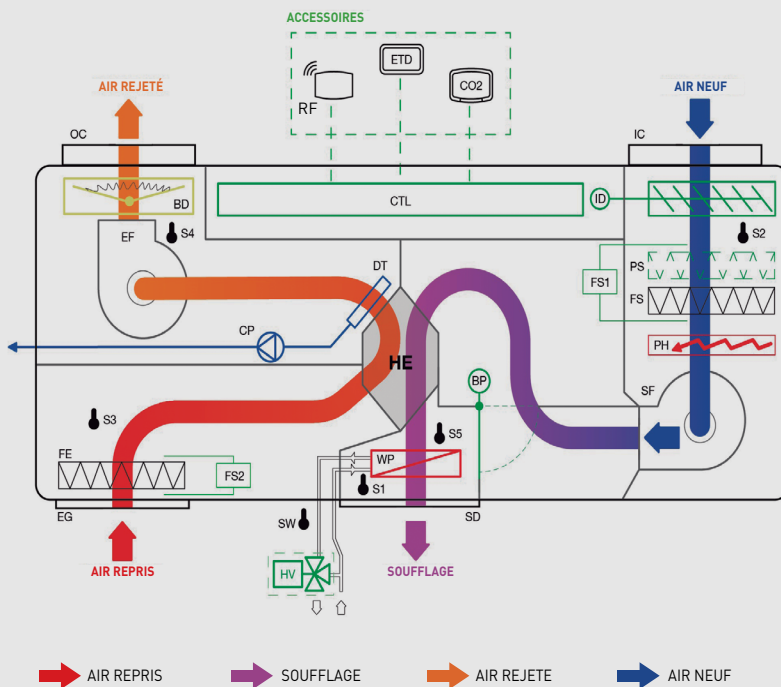 ACCESSOIRES
RF
ETD
CO2
AIR REJETÉ
AIR NEUF
OC
IC
BD
CTL
ID
EF
S4
S2
DT
PS
FS1
FS
CP
PH
HE
SF
BP
S3
S5
FE
WP
FS2
S1
EG
SW
SD
AIR REPRIS
HV
SOUFFLAGE
AIR REPRIS
SOUFFLAGE
AIR REJETE
AIR NEUF